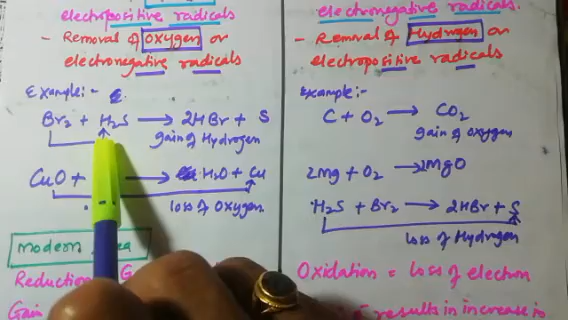 electropositive radicals
- Removal of Oxygen or
electronegative radicals
Example:-
Br2 + H2S → 2HBr + S
gain of Hydrogen
CuO + → H2O + Cu
loss of Oxygen.
modern
Reduction
Gain
electronegative radicals.
- Removal of Hydrogen or
electropositive radicals
Example:-
C + O2 → CO2
gain of Oxygen
2Mg + O2 → 2MgO
H2S + Br2 → 2HBr + S
loss of Hydrogen
Oxidation = loss of electron
results in increase in